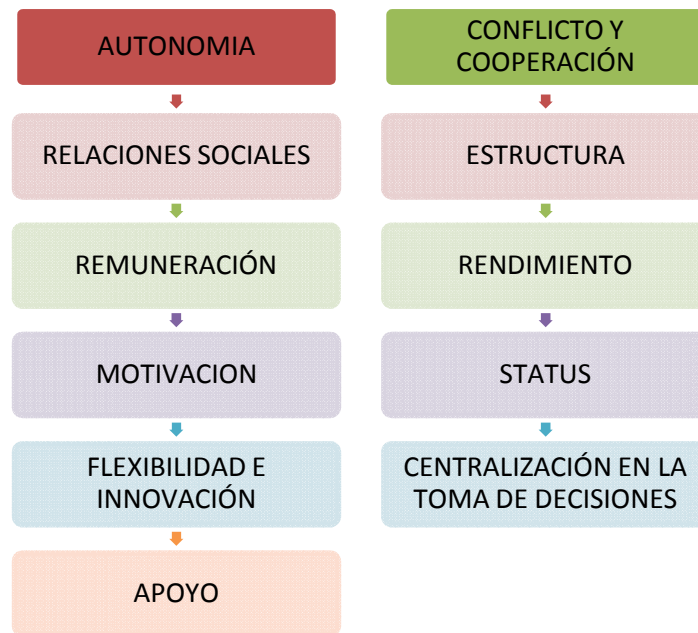 AUTONOMIA
RELACIONES SOCIALES
REMUNERACIÓN
MOTIVACION
FLEXIBILIDAD E
INNOVACIÓN
APOYO
CONFLICTO Y
COOPERACIÓN
ESTRUCTURA
RENDIMIENTO
STATUS
CENTRALIZACIÓN EN LA
TOMA DE DECISIONES